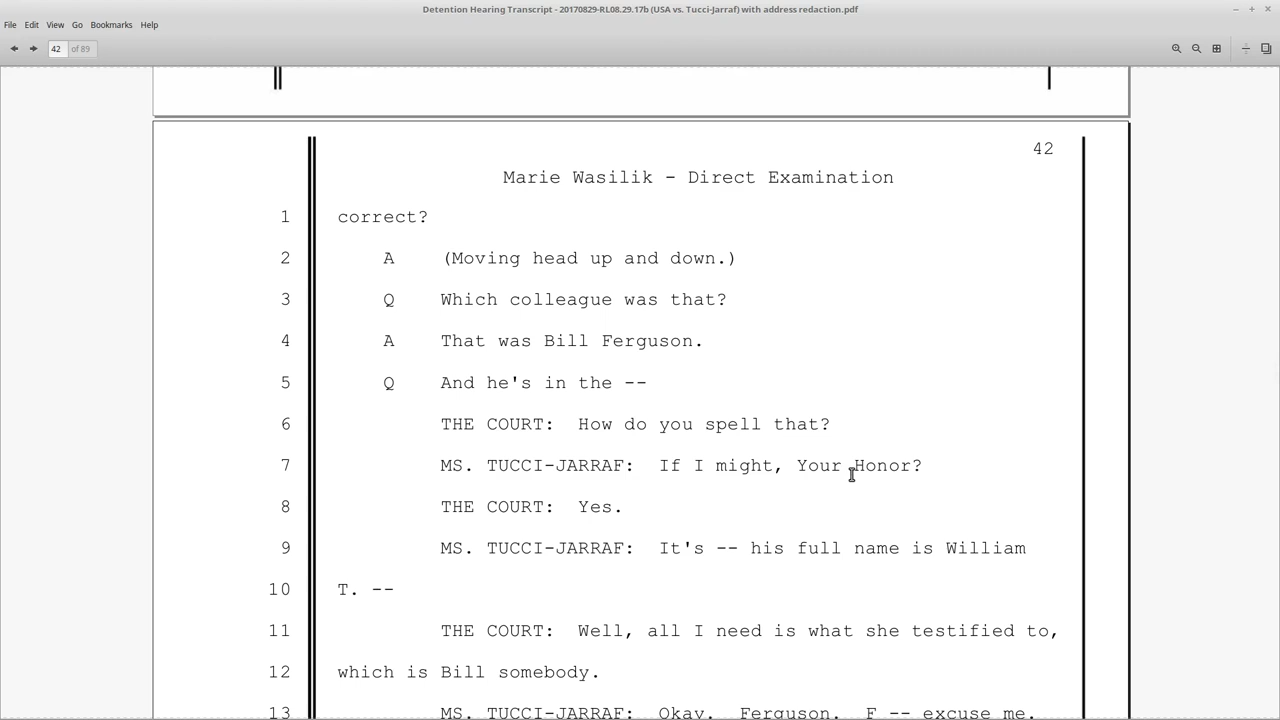 Detention Hearing Transcript - 20170829-RL08.29.17b (USA vs. Tucci-Jarraf) with address redaction.pdf
File Edit View Go Bookmarks Help
42 of 89
42
Marie Wasilik - Direct Examination
1 correct?
2 A (Moving head up and down.)
3 Q Which colleague was that?
4 A That was Bill Ferguson.
5 Q And he's in the --
6 THE COURT: How do you spell that?
7 MS. TUCCI-JARRAF: If I might, Your Honor?
8 THE COURT: Yes.
9 MS. TUCCI-JARRAF: It's -- his full name is William
10 T. --
11 THE COURT: Well, all I need is what she testified to,
12 which is Bill somebody.
13 MS. TUCCI-JARRAF: Okay. Ferguson. F -- excuse me.